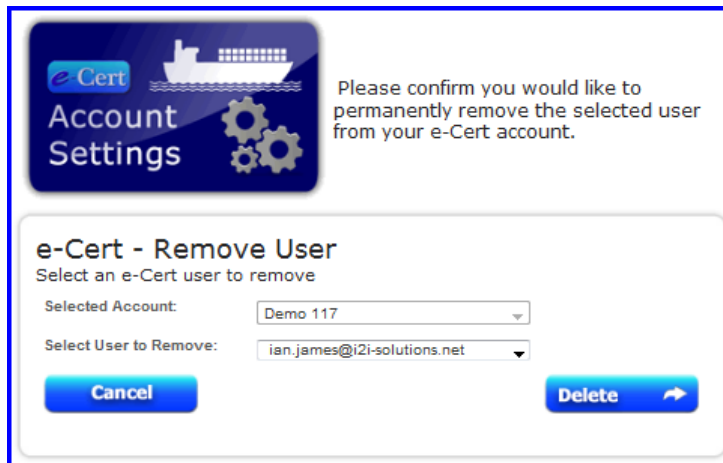 e-Cert
Account
Settings
Please confirm you would like to
permanently remove the selected user
from your e-Cert account.
e-Cert - Remove User
Select an e-Cert user to remove
Selected Account:
Demo 117
Select User to Remove:
ian.james@i2i-solutions.net
Cancel
Delete